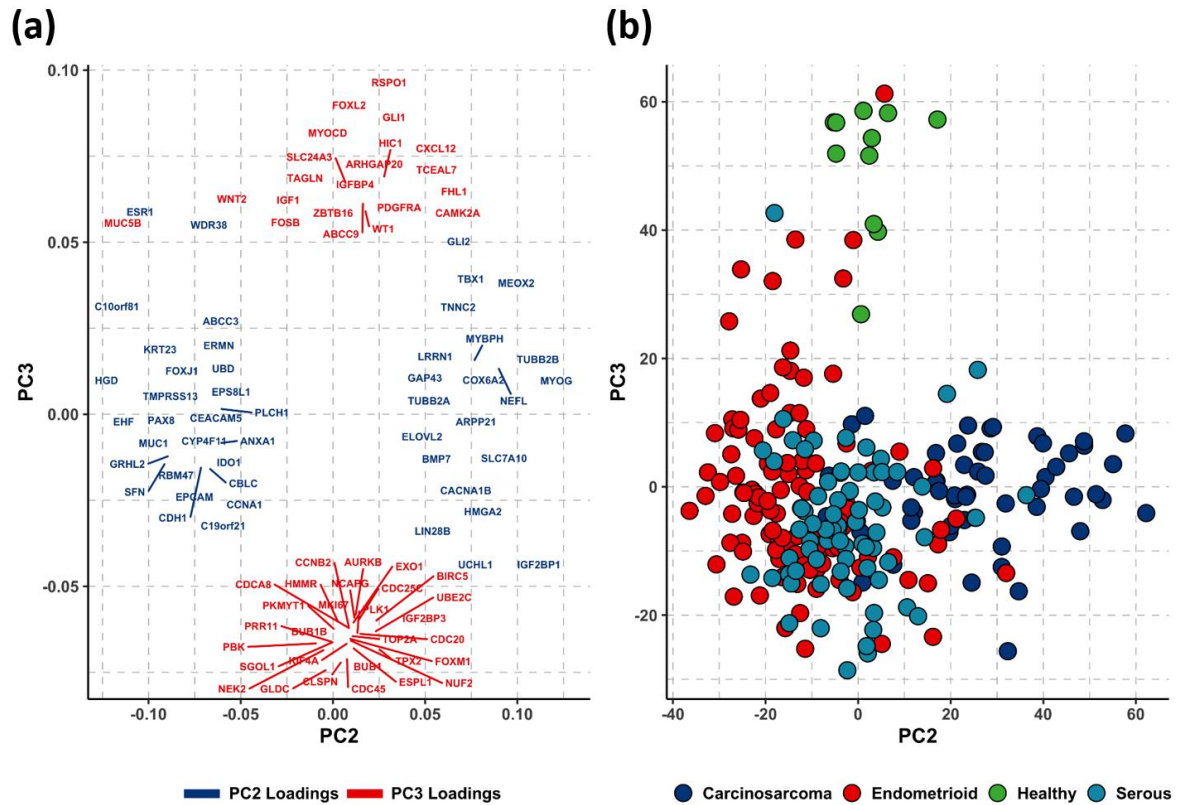 (a)
(b)
RSPO1
FOXL2
GLI1
MYOCD
HIC1
CXCL12
SLC24A3
ARHGAP20
TCEAL7
TAGLN
IGFBP4
FHL1
WNT2
IGF1
ESR1
ZBTB16
PDGFRA
CAMK2A
MUC5B
WDR38
FOSB
ABCC9
WT1
GLI2
TBX1
MEOX2
C10orf81
TNNC2
ABCC3
MYBPH
KRT23
ERMN
LRRN1
TUBB2B
HGD
FOXJ1
UBD
GAP43
COX6A2
MYOG
TMPRSS13
EPS8L1
TUBB2A
NEFL
EHF
PAX8
CEACAM5
PLCH1
ARPP21
MUC1
CYP4F11
ANXA1
ELOVL2
GRHL2
IDO1
BMP7
SLC7A10
RBM47
CBLC
SFN
EPCAM
CCNA1
CACNA1B
CDH1
C19orf21
HMGA2
LIN28B
UCHL1
IGF2BP1
CCNB2
AURKB
EXO1
CDCA8
HMMR
NCAPG
CDC25C
BIRC5
PKMYT1
MKI67
PLK1
UBE2C
PRR11
BUB1B
IGF2BP3
TOP2A
CDC20
PBK
SGOL1
KIF4A
BUB1
TPX2
FOXM1
NEK2
GLDC
CLSPN
CDC45
ESPL1
NUF2
0.10
0.05
0.00
-0.05
PC3
-0.10
-0.05
0.00
0.05
0.10
PC2
PC2 Loadings
PC3 Loadings
60
40
20
0
-20
PC3
-40
-20
0
20
40
60
PC2
Carcinosarcoma
Endometrioid
Healthy
Serous